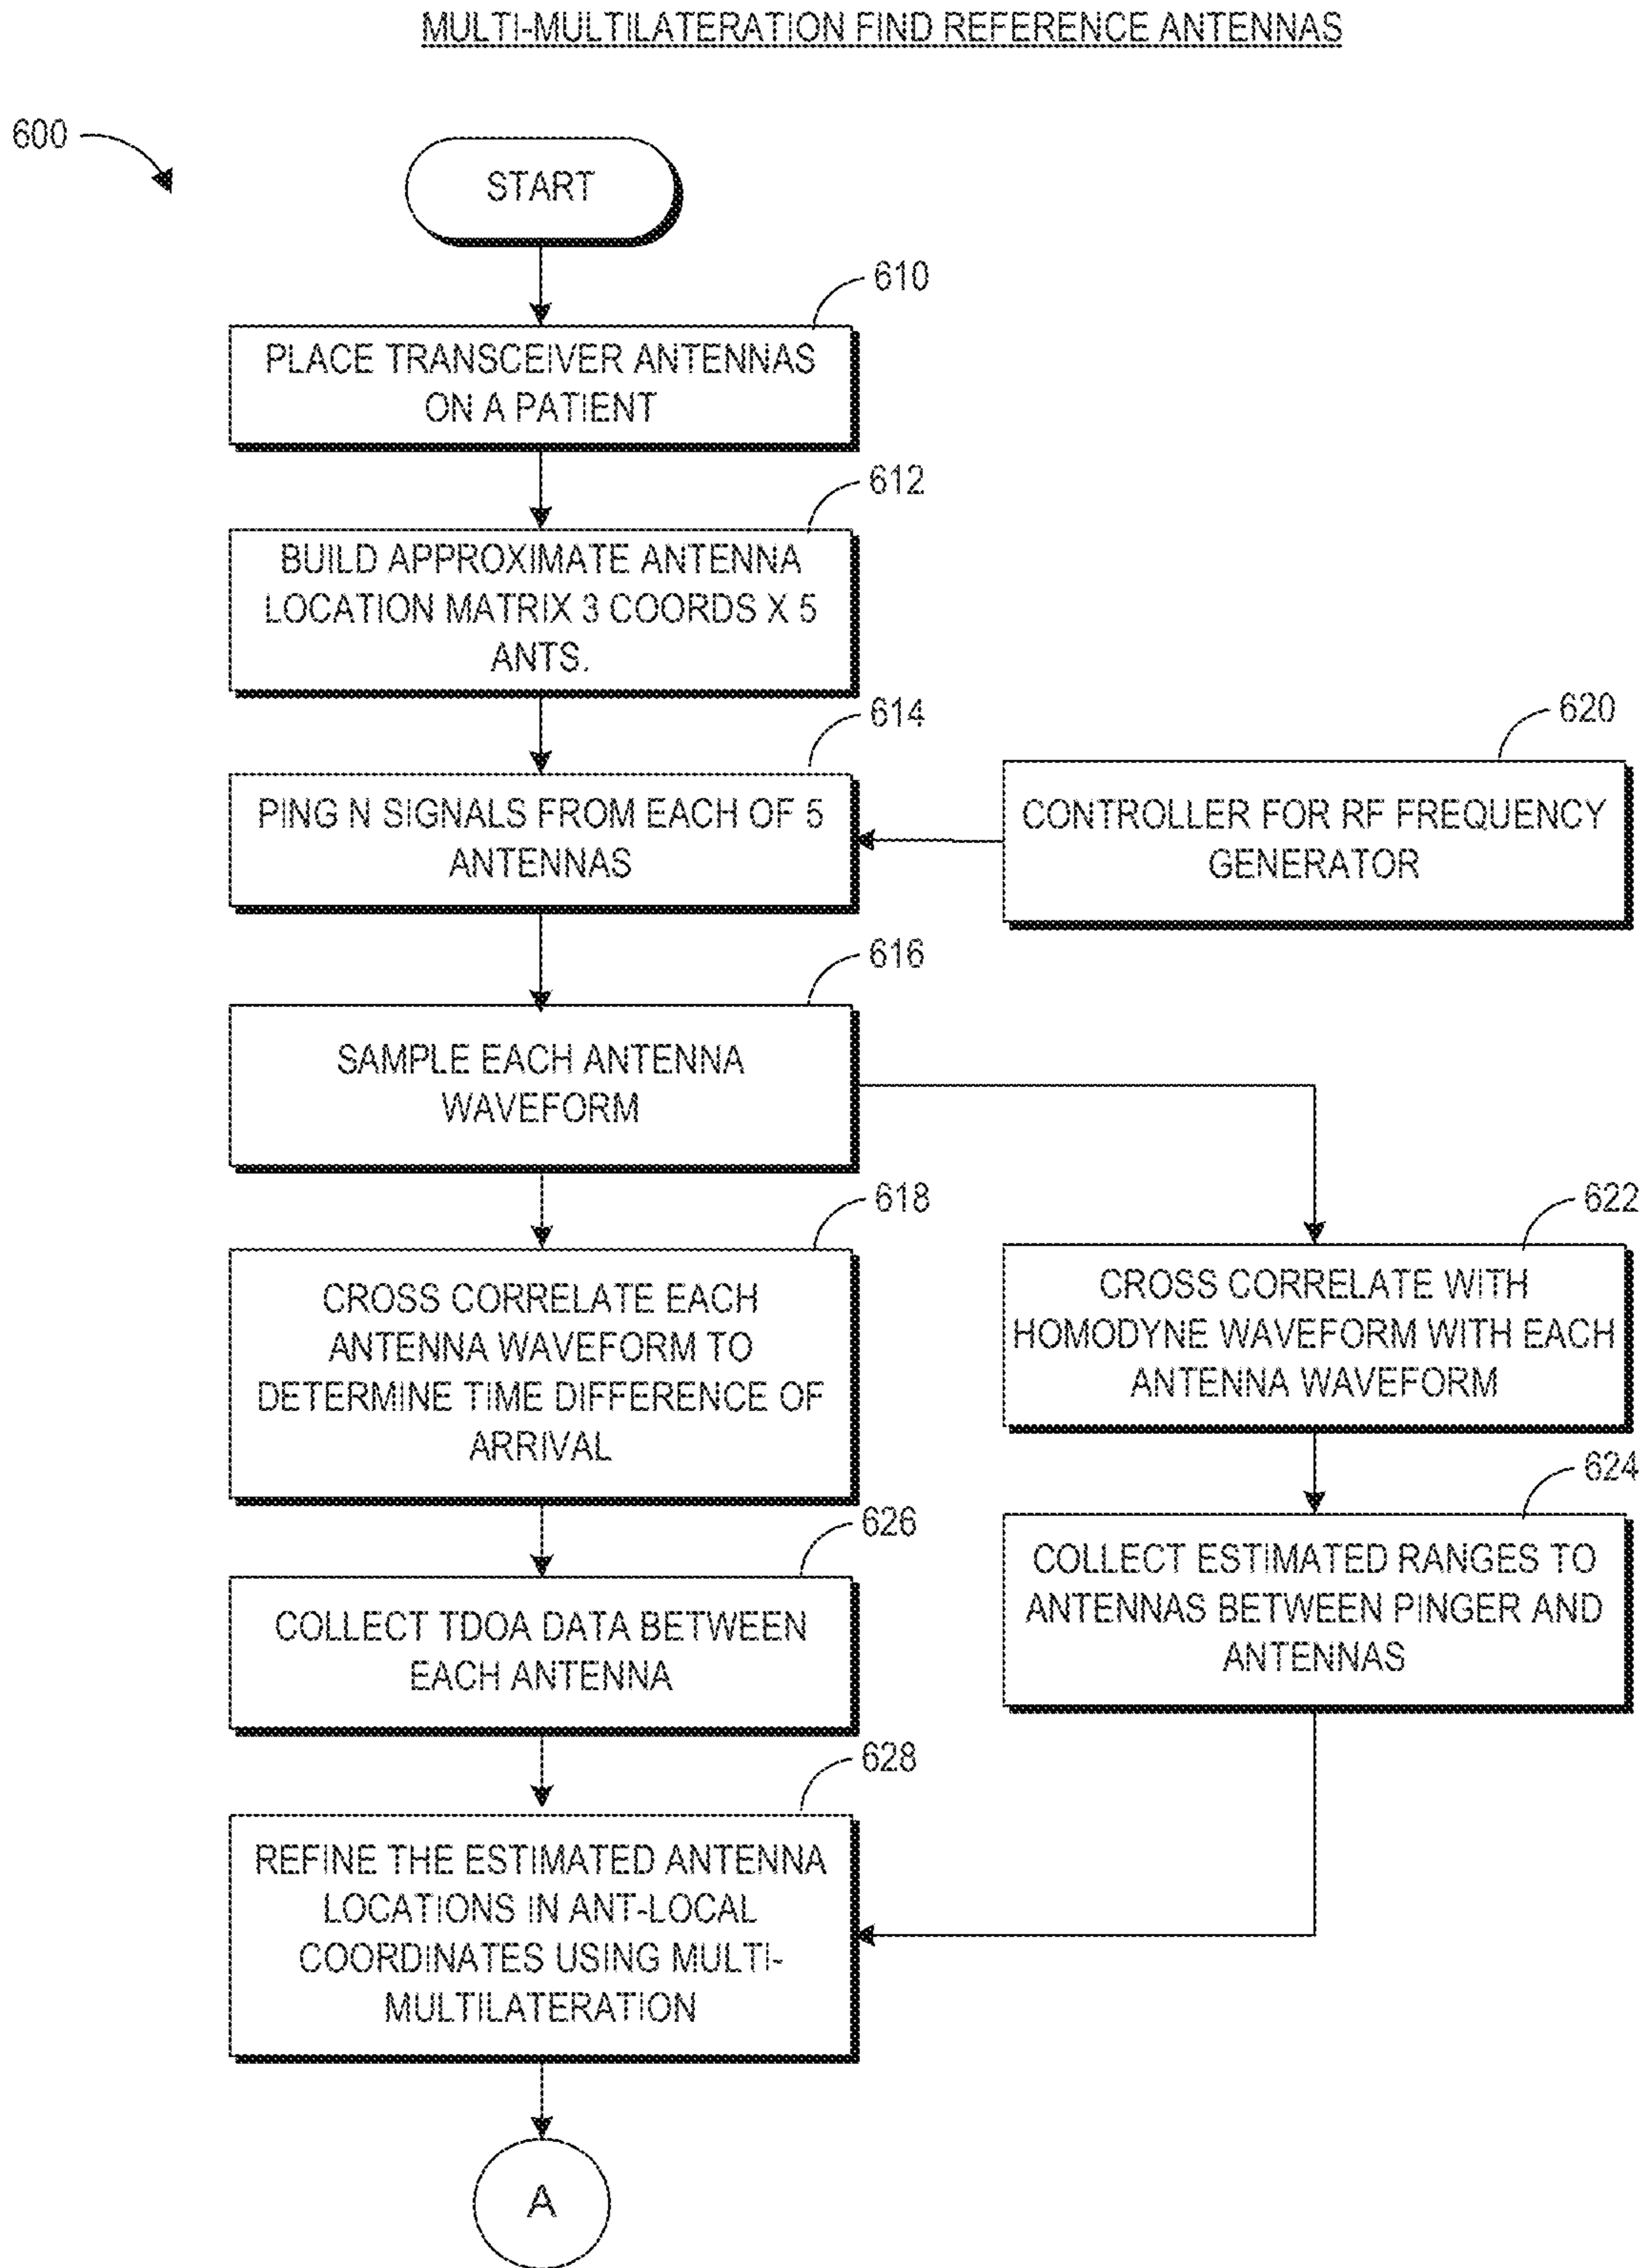 MULTI-MULTILATERATION FIND REFERENCE ANTENNAS
600
START
610
PLACE TRANSCEIVER ANTENNAS
ON A PATIENT
612
BUILD APPROXIMATE ANTENNA
LOCATION MATRIX 3 COORDS X 5
ANTS.
614
PING N SIGNALS FROM EACH OF 5
ANTENNAS
620
CONTROLLER FOR RF FREQUENCY
GENERATOR
616
SAMPLE EACH ANTENNA
WAVEFORM
618
CROSS CORRELATE EACH
ANTENNA WAVEFORM TO
DETERMINE TIME DIFFERENCE OF
ARRIVAL
622
CROSS CORRELATE WITH
HOMODYNE WAVEFORM WITH EACH
ANTENNA WAVEFORM
624
COLLECT ESTIMATED RANGES TO
ANTENNAS BETWEEN PINGER AND
ANTENNAS
626
COLLECT TDOA DATA BETWEEN
EACH ANTENNA
628
REFINE THE ESTIMATED ANTENNA
LOCATIONS IN ANT-LOCAL
COORDINATES USING MULTI-
MULTILATERATION
A